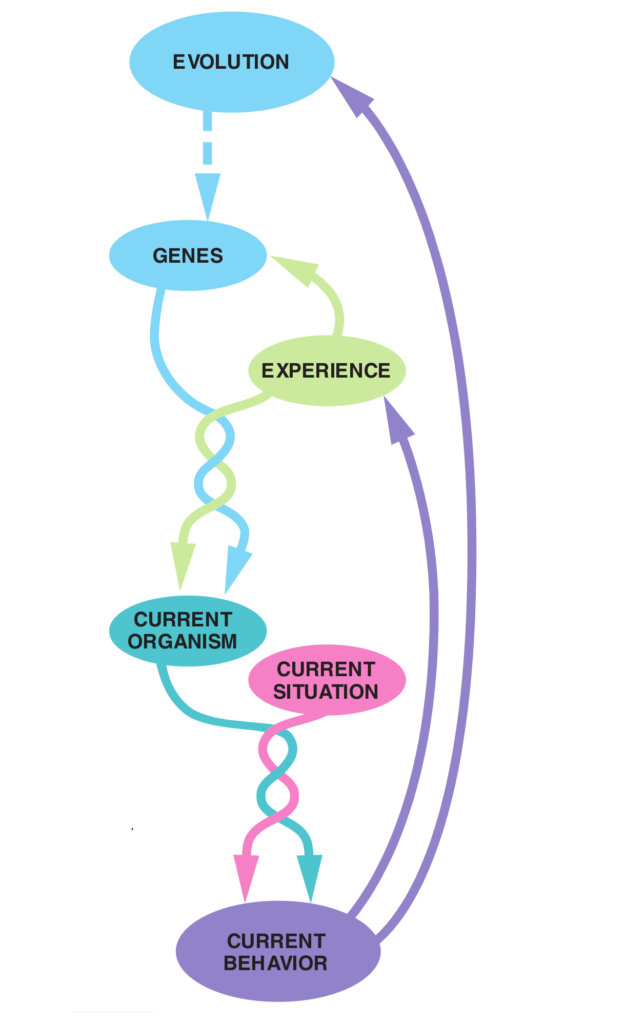 EVOLUTION
GENES
EXPERIENCE
CURRENT
ORGANISM
CURRENT
SITUATION
CURRENT
BEHAVIOR